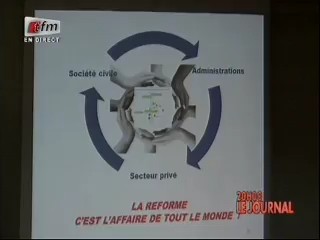 tfm
EN DIRECT
Société civile
Administrations
Secteur privé
LA REFORME
C'EST L'AFFAIRE DE TOUT LE MONDE
20H00
LE JOURNAL